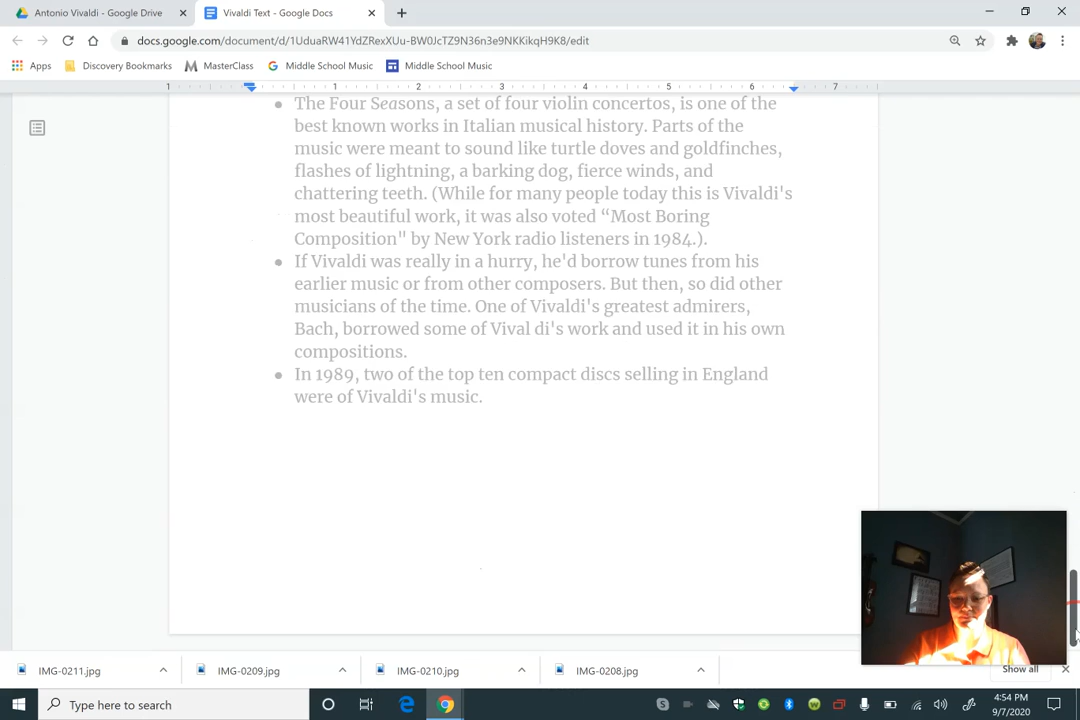 Antonio Vivaldi - Google Drive
Vivaldi Text - Google Docs
docs.google.com/document/d/1UduaRW41YdZRexXUu-BW0JcTZ9N36n3e9NKKikqH9K8/edit
Apps
Discovery Bookmarks
MasterClass
Middle School Music
Middle School Music
1 1 2 3 4 5 6 7
The Four Seasons, a set of four violin concertos, is one of the
best known works in Italian musical history. Parts of the
music were meant to sound like turtle doves and goldfinches,
flashes of lightning, a barking dog, fierce winds, and
chattering teeth. (While for many people today this is Vivaldi's
most beautiful work, it was also voted “Most Boring
Composition" by New York radio listeners in 1984.).
If Vivaldi was really in a hurry, he'd borrow tunes from his
earlier music or from other composers. But then, so did other
musicians of the time. One of Vivaldi's greatest admirers,
Bach, borrowed some of Vival di's work and used it in his own
compositions.
In 1989, two of the top ten compact discs selling in England
were of Vivaldi's music.
IMG-0211.jpg
IMG-0209.jpg
IMG-0210.jpg
IMG-0208.jpg
Show all
Type here to search
4:54 PM
9/7/2020